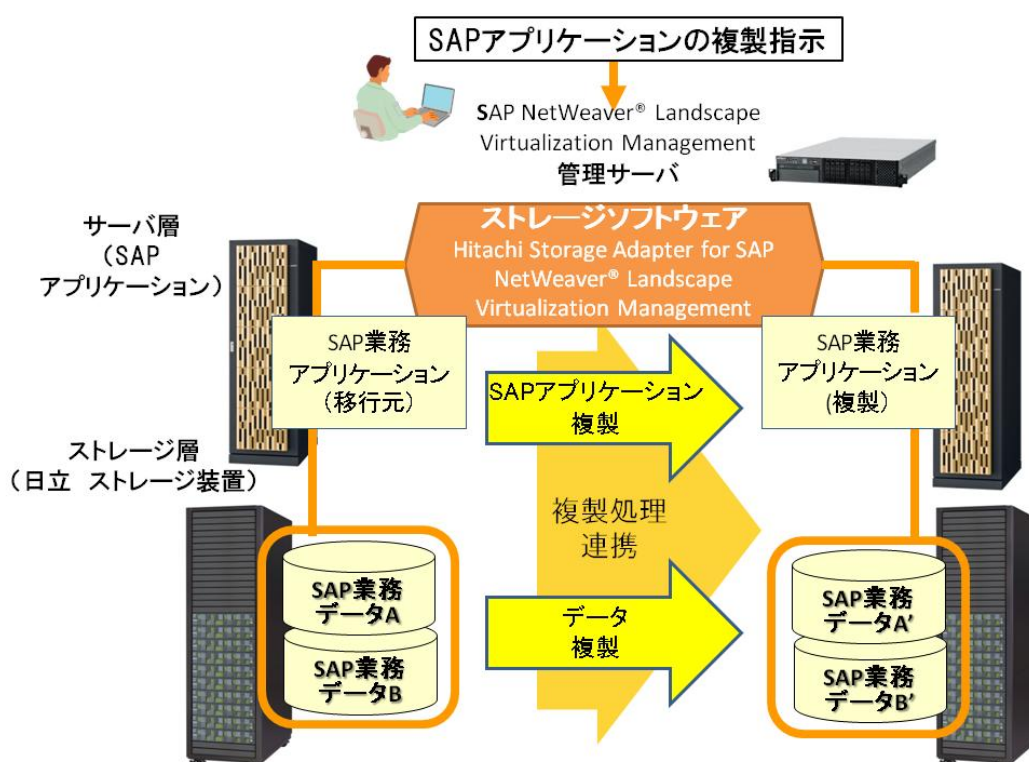 SAPアプリケーションの複製指示
SAP NetWeaver® Landscape
Virtualization Management
管理サーバ
サーバ層
（SAP
アプリケーション）
ストレージソフトウェア
Hitachi Storage Adapter for SAP
NetWeaver® Landscape
Virtualization Management
SAP業務
アプリケーション
（移行元）
SAPアプリケーション
複製
SAP業務
アプリケーション
(複製）
ストレージ層
（日立　ストレージ装置）
複製処理
連携
SAP業務
データA
SAP業務
データB
データ
複製
SAP業務
データA’
SAP業務
データB’